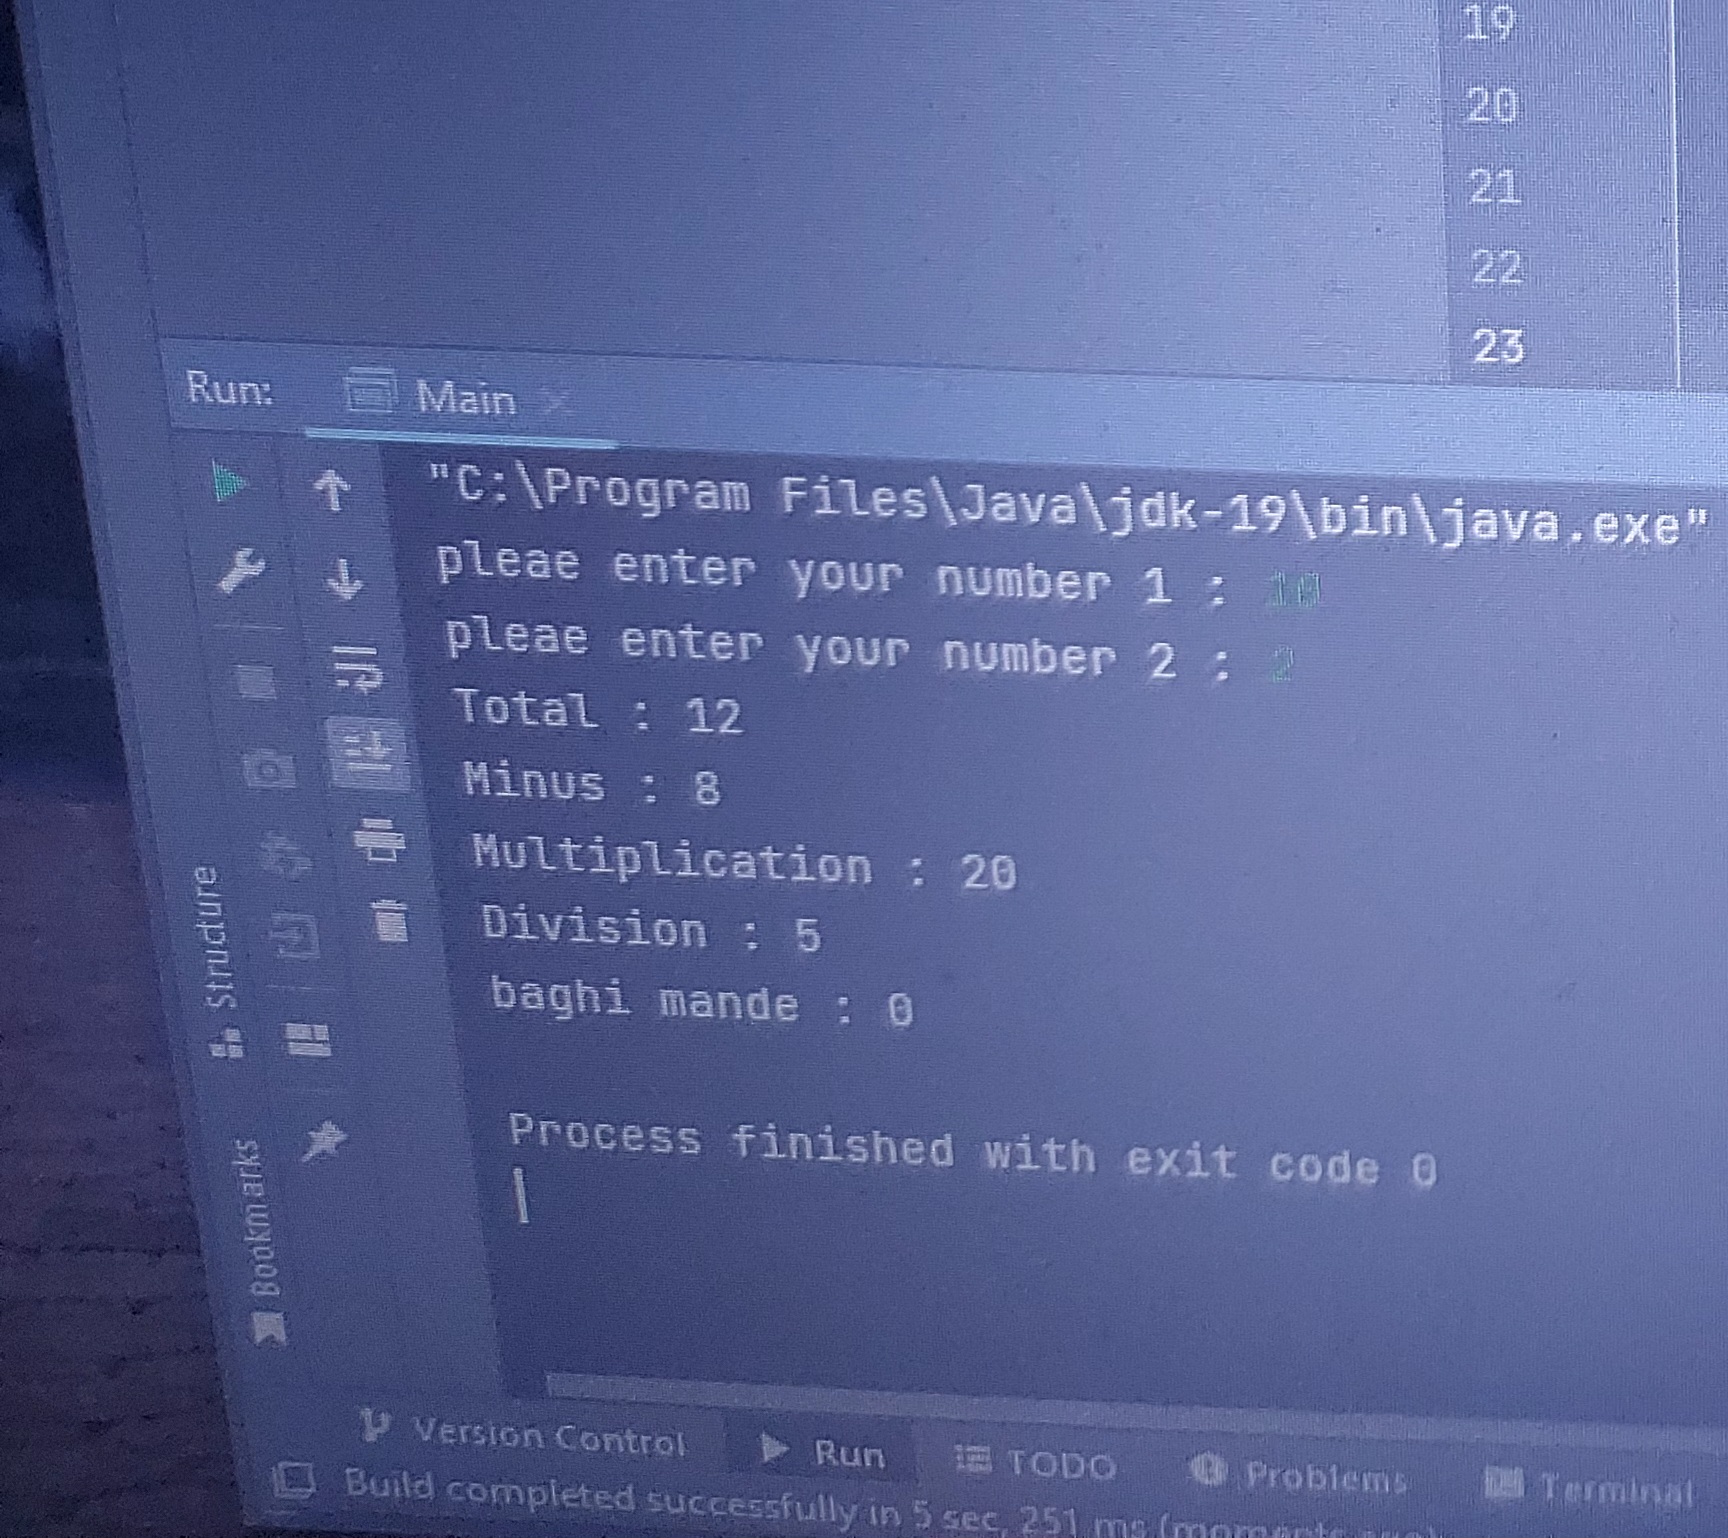 19
20
21
22
23
Run: Main
"C:\Program Files\Java\jdk-19\bin\java.exe"
pleae enter your number 1 : 10
pleae enter your number 2 : 2
Total : 12
Minus : 8
Multiplication : 20
Division : 5
baghi mande : 0
Process finished with exit code 0
Structure
Bookmarks
Version Control Run TODO Problems Terminal
Build completed successfully in 5 sec, 251 ms (moments